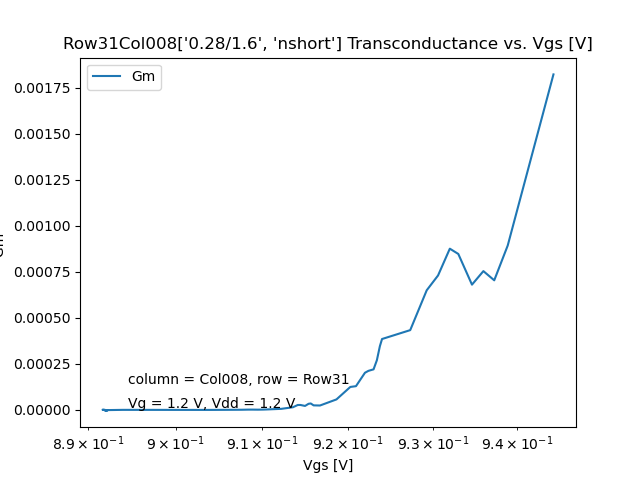 Row31Col008['0.28/1.6', 'nshort'] Transconductance vs. Vgs [V]
Gm
0.00175
0.00150
0.00125
0.00100
0.00075
0.00050
0.00025
0.00000
column = Col008, row = Row31
Vg = 1.2 V, Vdd = 1.2 V
8.9 × 10⁻¹ 9 × 10⁻¹ 9.1 × 10⁻¹ 9.2 × 10⁻¹ 9.3 × 10⁻¹ 9.4 × 10⁻¹
Vgs [V]